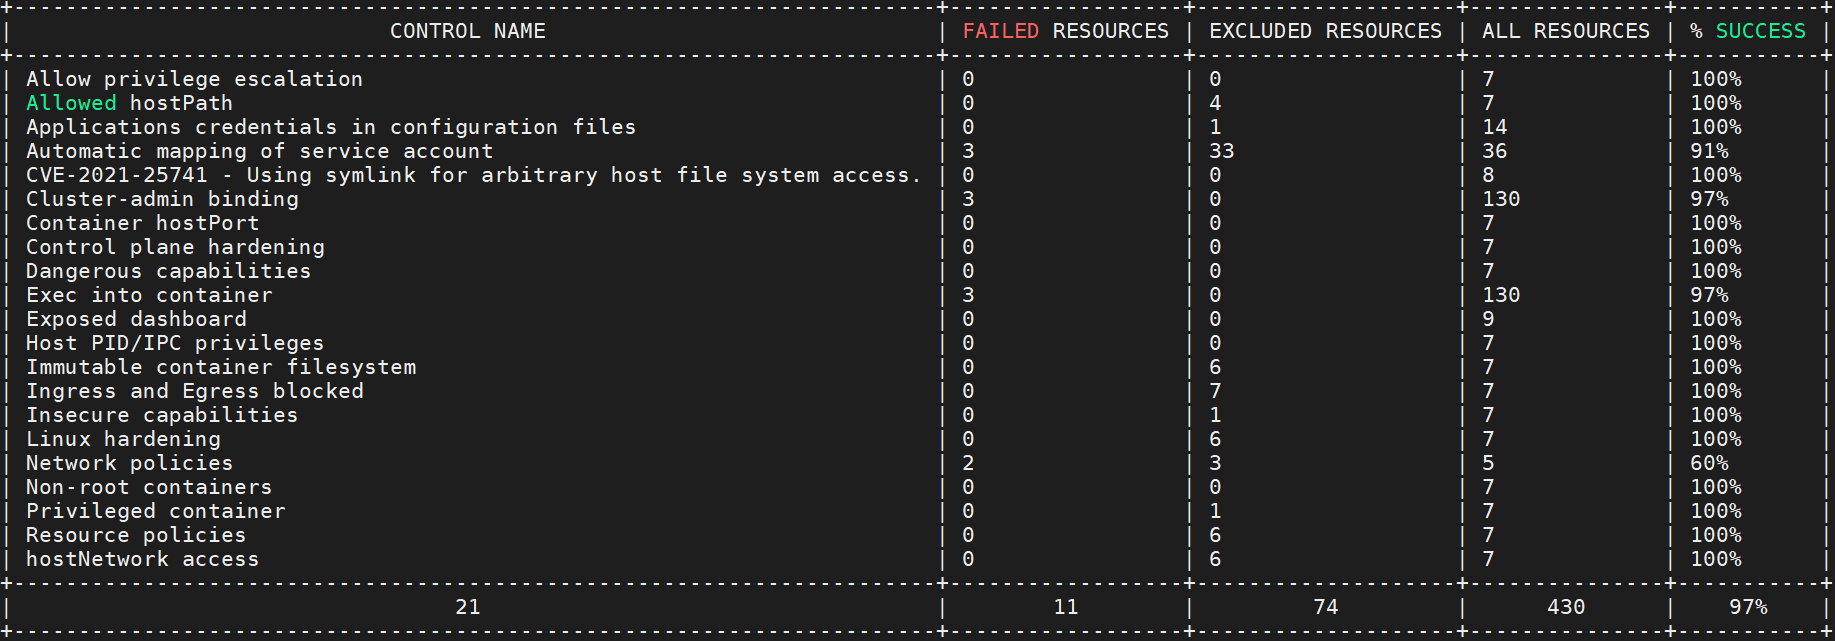 +-----------------------------------------------------------------------+------------------+--------------------+---------------+-----------+
| CONTROL NAME | FAILED RESOURCES | EXCLUDED RESOURCES | ALL RESOURCES | % SUCCESS |
+-----------------------------------------------------------------------+------------------+--------------------+---------------+-----------+
| Allow privilege escalation | 0 | 0 | 7 | 100% |
| Allowed hostPath | 0 | 4 | 7 | 100% |
| Applications credentials in configuration files | 0 | 1 | 14 | 100% |
| Automatic mapping of service account | 3 | 33 | 36 | 91% |
| CVE-2021-25741 - Using symlink for arbitrary host file system access. | 0 | 0 | 8 | 100% |
| Cluster-admin binding | 3 | 0 | 130 | 97% |
| Container hostPort | 0 | 0 | 7 | 100% |
| Control plane hardening | 0 | 0 | 7 | 100% |
| Dangerous capabilities | 0 | 0 | 7 | 100% |
| Exec into container | 3 | 0 | 130 | 97% |
| Exposed dashboard | 0 | 0 | 9 | 100% |
| Host PID/IPC privileges | 0 | 0 | 7 | 100% |
| Immutable container filesystem | 0 | 6 | 7 | 100% |
| Ingress and Egress blocked | 0 | 7 | 7 | 100% |
| Insecure capabilities | 0 | 1 | 7 | 100% |
| Linux hardening | 0 | 6 | 7 | 100% |
| Network policies | 2 | 3 | 5 | 60% |
| Non-root containers | 0 | 0 | 7 | 100% |
| Privileged container | 0 | 1 | 7 | 100% |
| Resource policies | 0 | 6 | 7 | 100% |
| hostNetwork access | 0 | 6 | 7 | 100% |
+-----------------------------------------------------------------------+------------------+--------------------+---------------+-----------+
| 21 | 11 | 74 | 430 | 97% |
+-----------------------------------------------------------------------+------------------+--------------------+---------------+-----------+